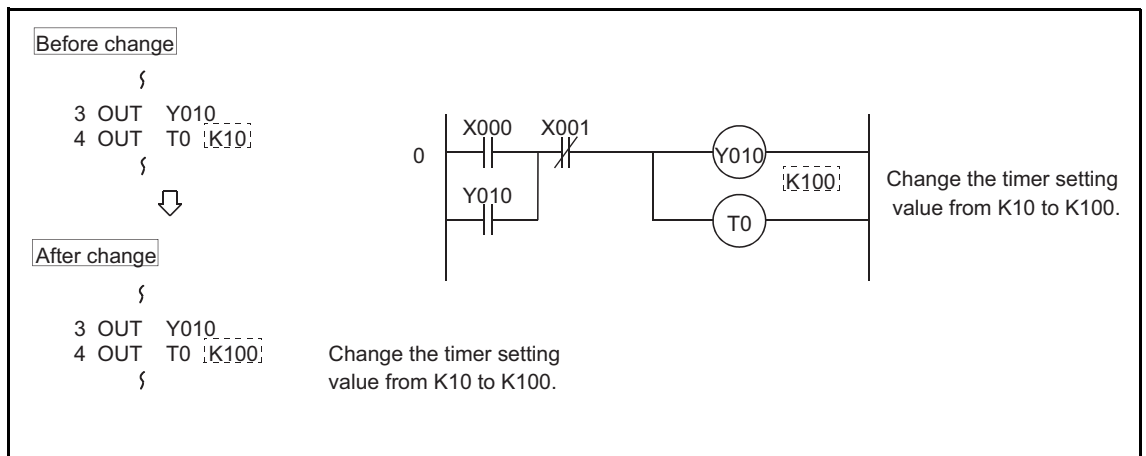 Before change
3 OUT Y010
4 OUT T0 K10
After change
3 OUT Y010
4 OUT T0 K100
Change the timer setting
value from K10 to K100.
X000 X001
0
Y010
K100
Y010
T0
Change the timer setting
value from K10 to K100.